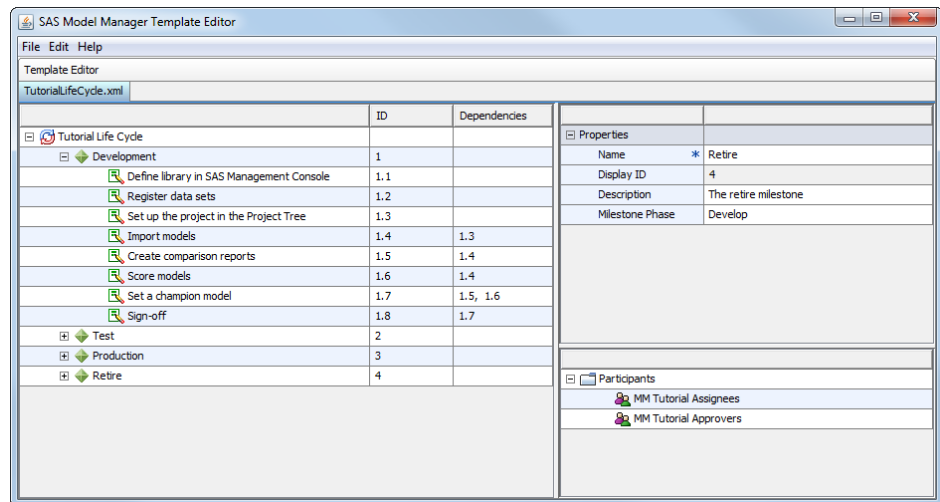 SAS Model Manager Template Editor
File Edit Help
Template Editor
TutorialLifeCycle.xml
ID Dependencies
Tutorial Life Cycle
Development 1
Define library in SAS Management Console 1.1
Register data sets 1.2
Set up the project in the Project Tree 1.3
Import models 1.4 1.3
Create comparison reports 1.5 1.4
Score models 1.6 1.4
Set a champion model 1.7 1.5, 1.6
Sign-off 1.8 1.7
Test 2
Production 3
Retire 4
Properties
Name * Retire
Display ID 4
Description The retire milestone
Milestone Phase Develop
Participants
MM Tutorial Assignees
MM Tutorial Approvers